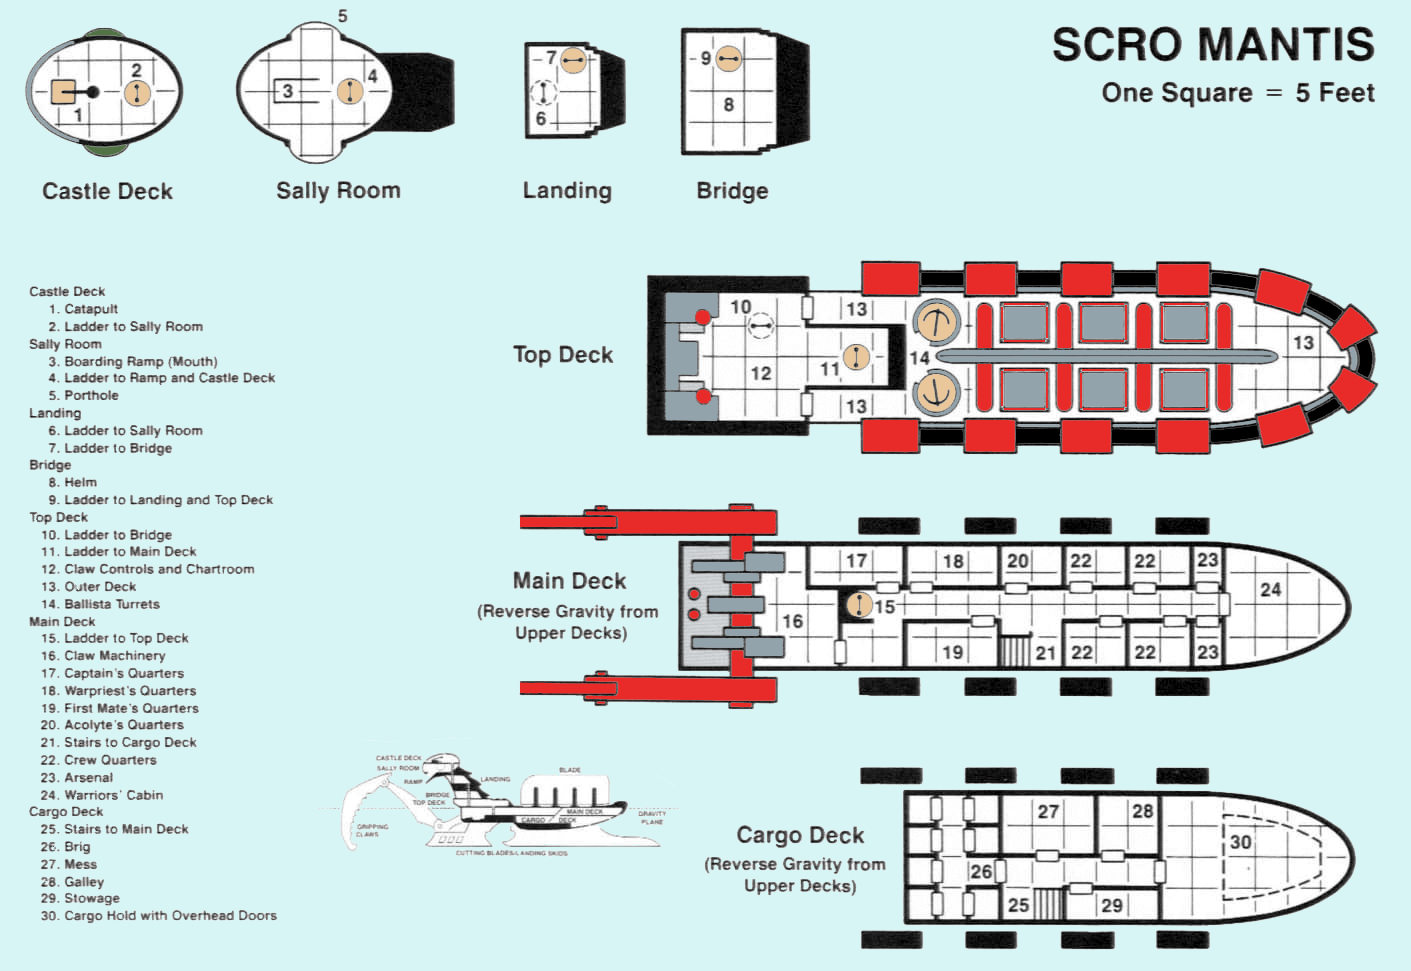 SCRO MANTIS
One Square = 5 Feet
5
2
1
4
3
7
6
9
8
Castle Deck
Sally Room
Landing
Bridge
Castle Deck
1. Catapult
2. Ladder to Sally Room
Sally Room
3. Boarding Ramp (Mouth)
4. Ladder to Ramp and Castle Deck
5. Porthole
Landing
6. Ladder to Sally Room
7. Ladder to Bridge
Bridge
8. Helm
9. Ladder to Landing and Top Deck
Top Deck
10. Ladder to Bridge
11. Ladder to Main Deck
12. Claw Controls and Chartroom
13. Outer Deck
14. Ballista Turrets
Main Deck
15. Ladder to Top Deck
16. Claw Machinery
17. Captain's Quarters
18. Warpriest's Quarters
19. First Mate's Quarters
20. Acolyte's Quarters
21. Stairs to Cargo Deck
22. Crew Quarters
23. Arsenal
24. Warriors' Cabin
Cargo Deck
25. Stairs to Main Deck
26. Brig
27. Mess
28. Galley
29. Stowage
30. Cargo Hold with Overhead Doors
Top Deck
10
13
13
14
11
12
13
Main Deck
(Reverse Gravity from
Upper Decks)
17
18
20
22
22
23
24
15
16
19
21
22
22
23
CASTLE DECK
SALLY ROOM
RAMP
LANDING
BLADE
BRIDGE
TOP DECK
MAIN DECK
CARGO DECK
GRAVITY
PLANE
GRIPPING
CLAWS
CUTTING BLADES/LANDING SKIDS
Cargo Deck
(Reverse Gravity from
Upper Decks)
27
28
30
26
25
29